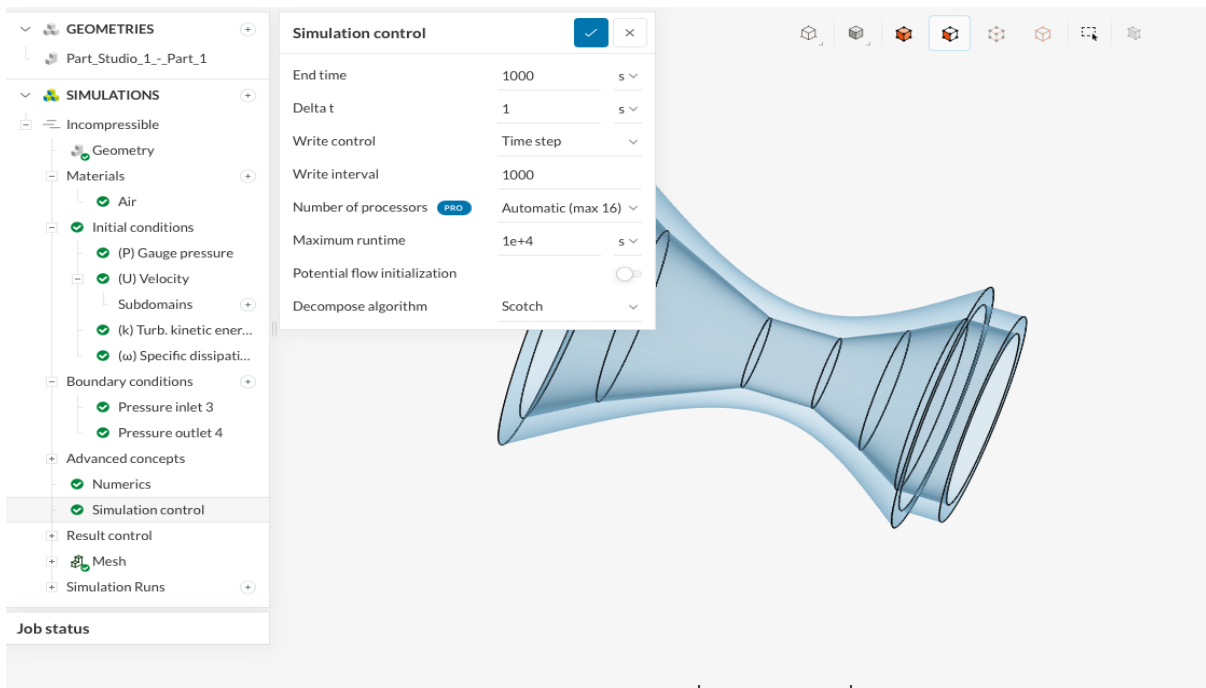 GEOMETRIES
Part_Studio_1_-_Part_1
SIMULATIONS
Incompressible
Geometry
Materials
Air
Initial conditions
(P) Gauge pressure
(U) Velocity
Subdomains
(k) Turb. kinetic ener...
(ω) Specific dissipati...
Boundary conditions
Pressure inlet 3
Pressure outlet 4
Advanced concepts
Numerics
Simulation control
Result control
Mesh
Simulation Runs
Job status
Simulation control
End time 1000 s
Delta t 1 s
Write control Time step
Write interval 1000
Number of processors PRO Automatic (max 16)
Maximum runtime 1e+4 s
Potential flow initialization
Decompose algorithm Scotch